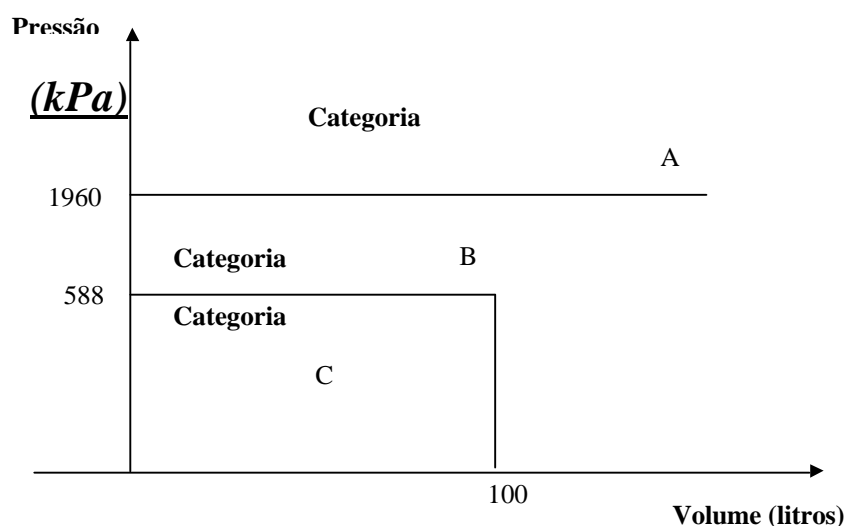 Pressão
(kPa)
Categoria
A
1960
Categoria B
588
Categoria
C
100
Volume (litros)